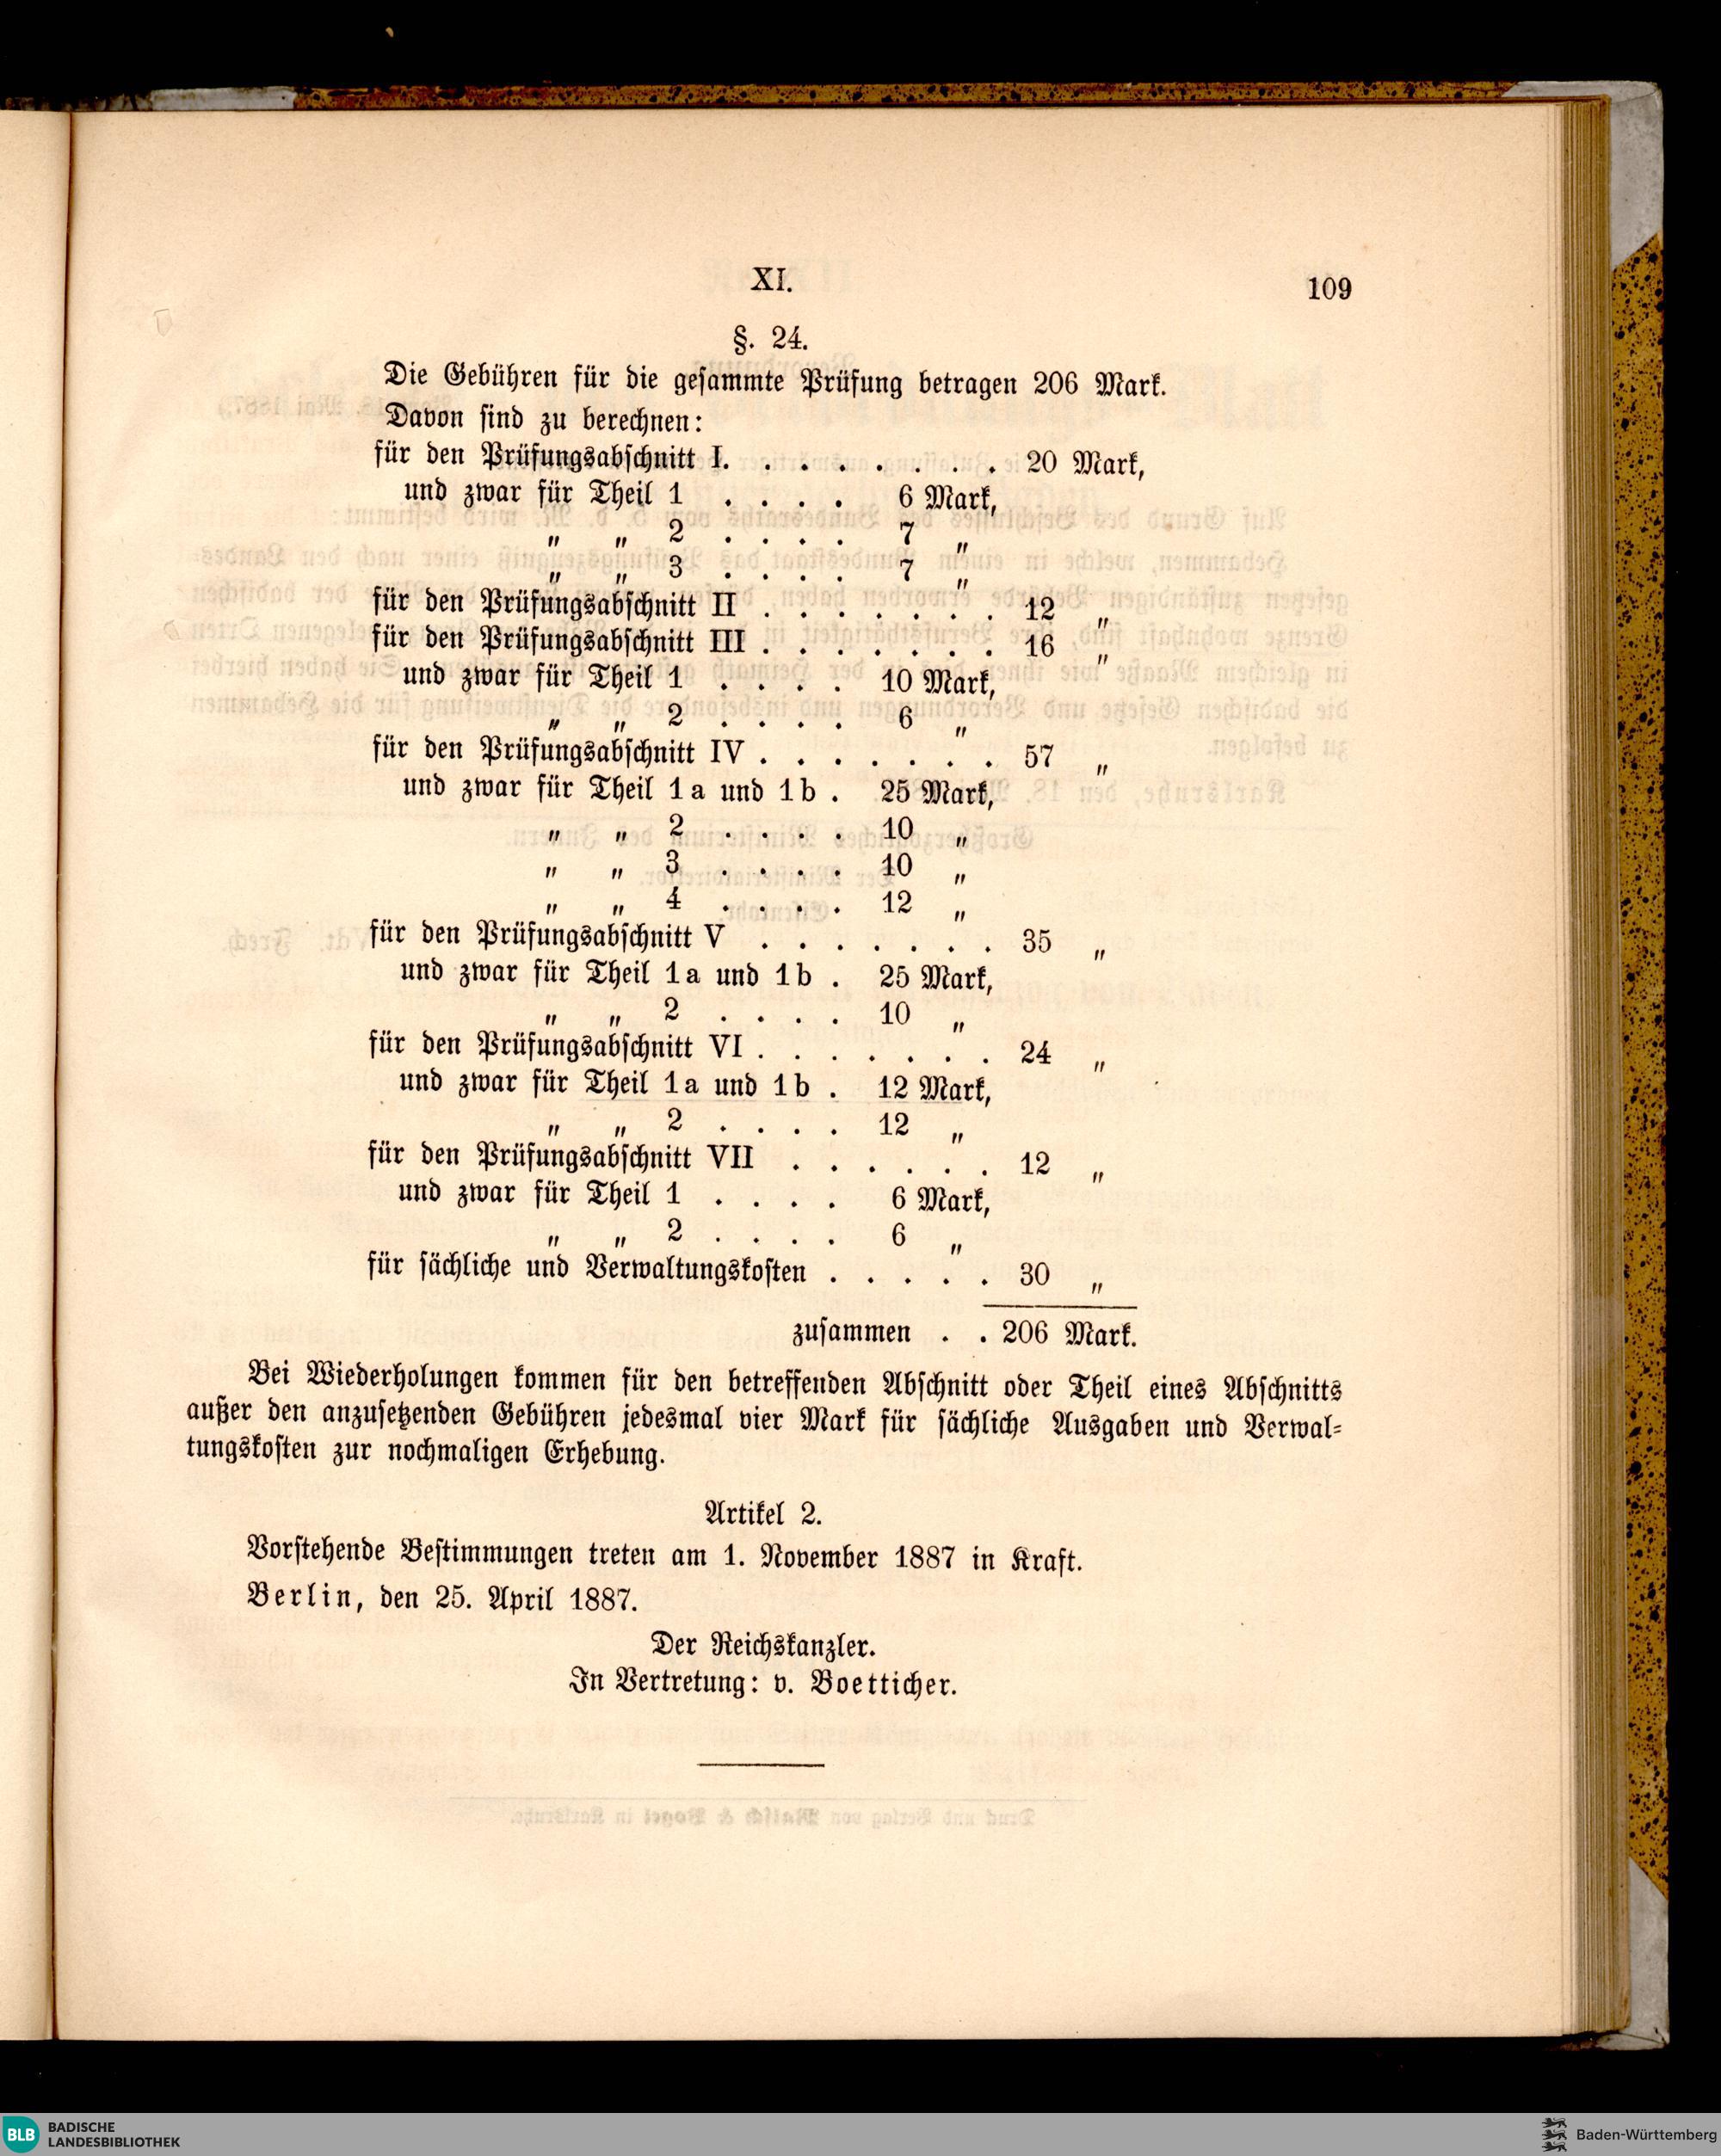 XI.
109
§. 24.
Die Gebühren für die gesammte Prüfung betragen 206 Mark.
Davon sind zu berechnen:
für den Prüfungsabschnitt I. . . . . . . . 20 Mark,
und zwar für Theil 1 . . . . 6 Mark,
„ „ 2 . . . . 7 „
„ „ 3 . . . . 7 „
für den Prüfungsabschnitt II . . . . . . . 12 „
für den Prüfungsabschnitt III . . . . . . . 16 „
und zwar für Theil 1 . . . . 10 Mark,
„ „ 2 . . . . 6 „
für den Prüfungsabschnitt IV . . . . . . . 57 „
und zwar für Theil 1 a und 1 b . 25 Mark,
„ „ 2 . . . . 10 „
„ „ 3 . . . . 10 „
„ „ 4 . . . . 12 „
für den Prüfungsabschnitt V . . . . . . . 35 „
und zwar für Theil 1 a und 1 b . 25 Mark,
„ „ 2 . . . . 10 „
für den Prüfungsabschnitt VI . . . . . . . 24 „
und zwar für Theil 1 a und 1 b . 12 Mark,
„ „ 2 . . . . 12 „
für den Prüfungsabschnitt VII . . . . . . 12 „
und zwar für Theil 1 . . . . 6 Mark,
„ „ 2 . . . . 6 „
für sächliche und Verwaltungskosten . . . . . 30 „
zusammen . . 206 Mark.
Bei Wiederholungen kommen für den betreffenden Abschnitt oder Theil eines Abschnitts
außer den anzusetzenden Gebühren jedesmal vier Mark für sächliche Ausgaben und Verwal-
tungskosten zur nochmaligen Erhebung.
Artikel 2.
Vorstehende Bestimmungen treten am 1. November 1887 in Kraft.
Berlin, den 25. April 1887.
Der Reichskanzler.
In Vertretung: v. Boetticher.
BLB BADISCHE
LANDESBIBLIOTHEK
Baden-Württemberg